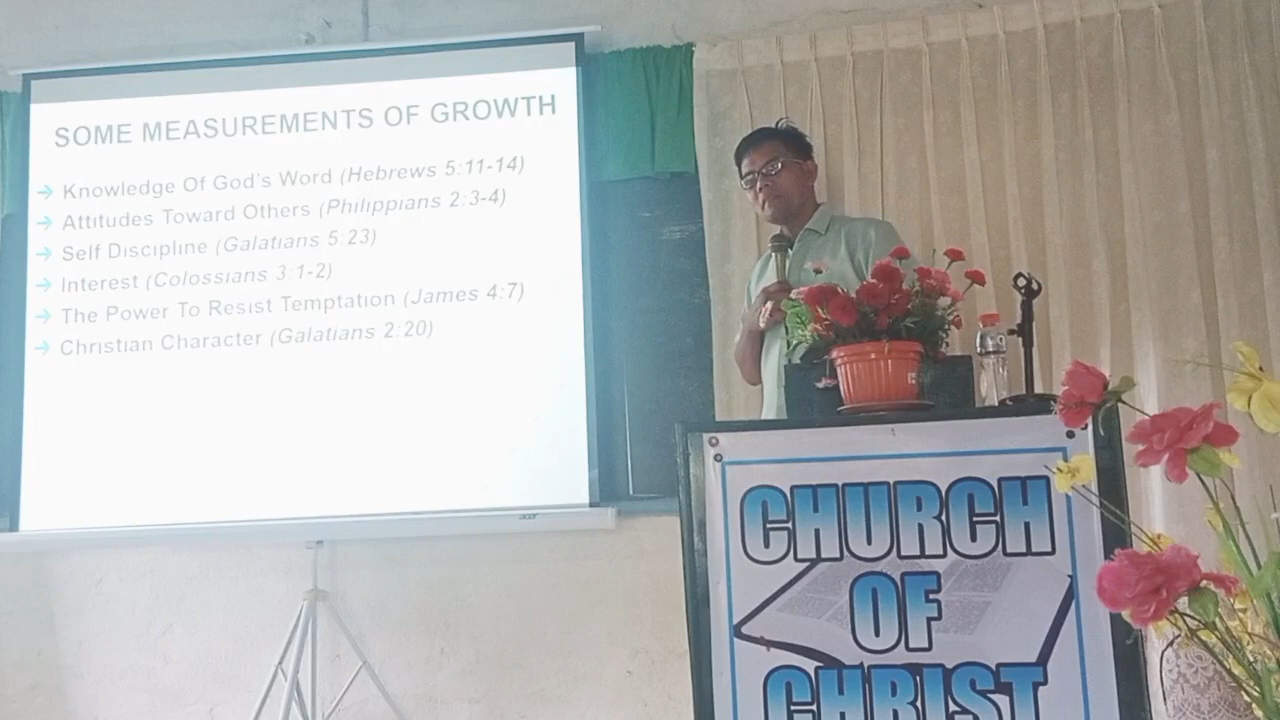 SOME MEASUREMENTS OF GROWTH
→ Knowledge Of God's Word (Hebrews 5:11-14)
→ Attitudes Toward Others (Philippians 2:3-4)
→ Self Discipline (Galatians 5:23)
→ Interest (Colossians 3:1-2)
→ The Power To Resist Temptation (James 4:7)
→ Christian Character (Galatians 2:20)
acer
CHURCH
OF
CHRIST